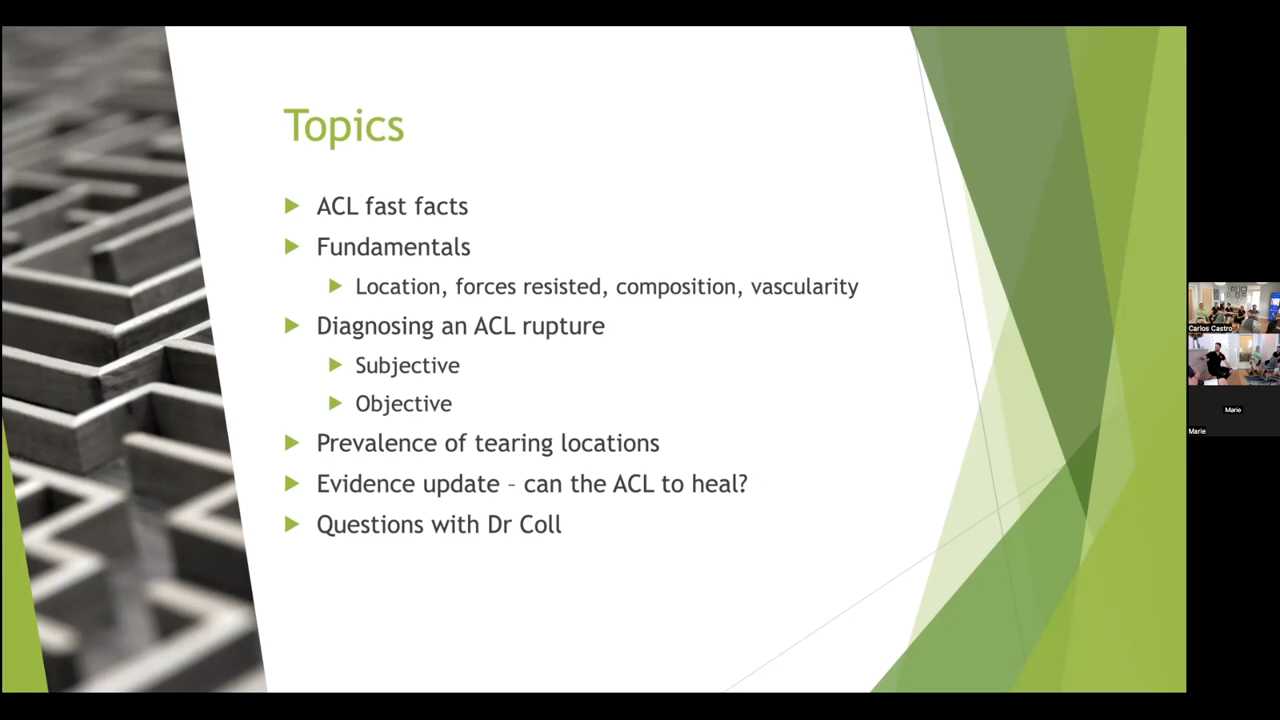 Topics
ACL fast facts
Fundamentals
Location, forces resisted, composition, vascularity
Diagnosing an ACL rupture
Subjective
Objective
Prevalence of tearing locations
Evidence update – can the ACL to heal?
Questions with Dr Coll
Carlos Castro
Marie
Marie